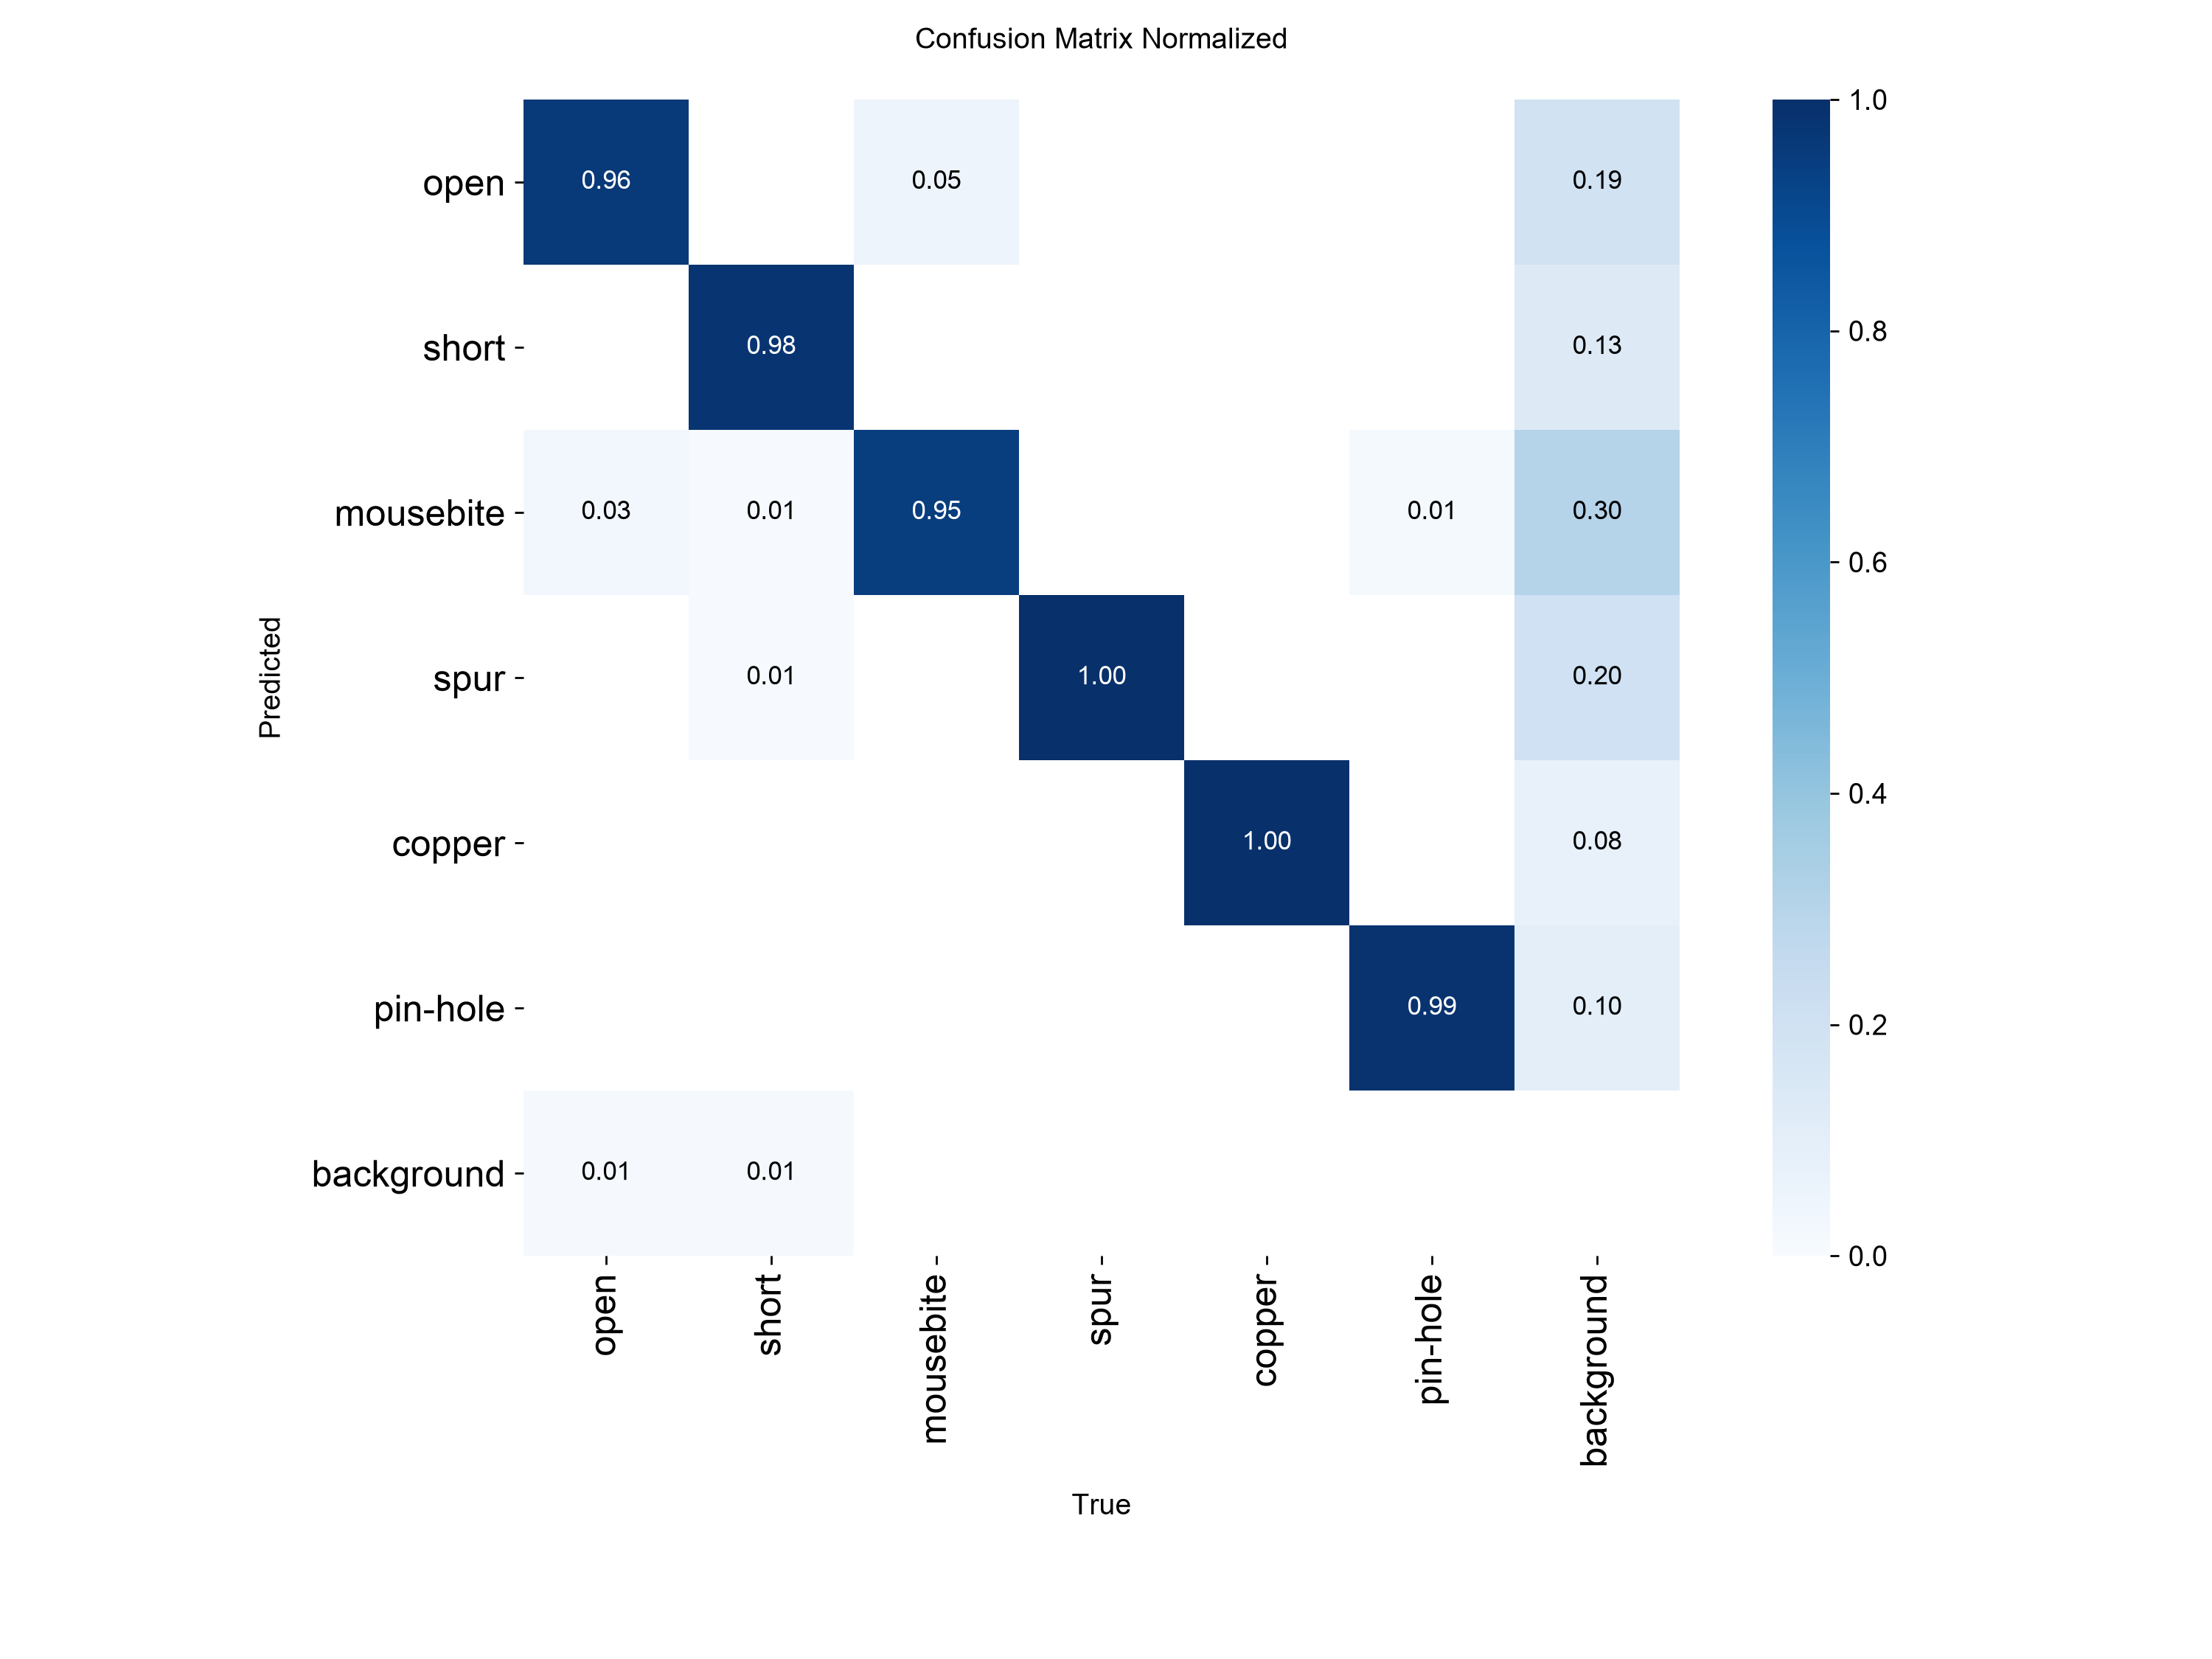 Confusion Matrix Normalized
open 0.96 0.05 0.19
short 0.98 0.13
mousebite 0.03 0.01 0.95 0.01 0.30
spur 0.01 1.00 0.20
copper 1.00 0.08
pin-hole 0.99 0.10
background 0.01 0.01
Predicted
open short mousebite spur copper pin-hole background
True
1.0
0.8
0.6
0.4
0.2
0.0